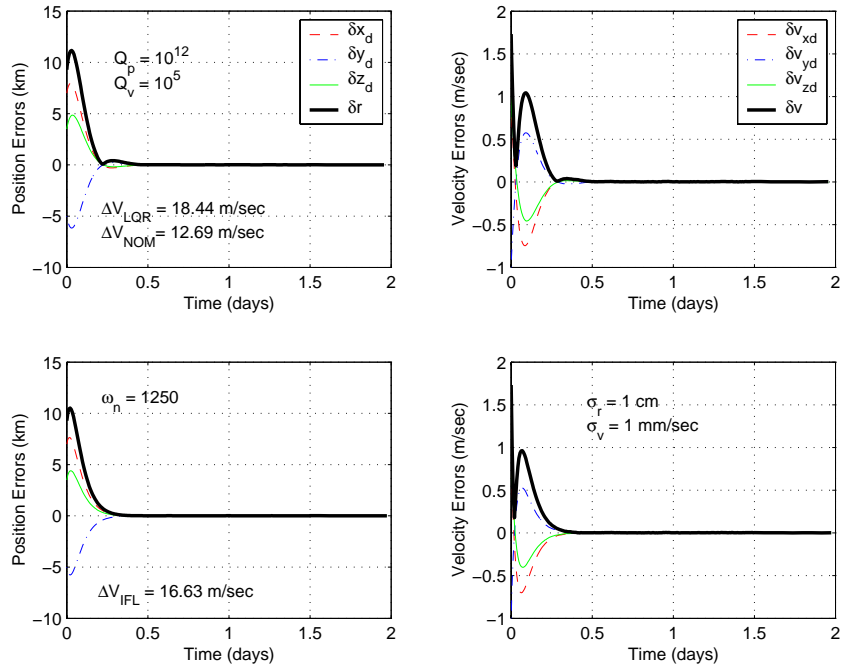 15
10
5
0
−5
−10
0
0.5
1
1.5
2
Position Errors (km)
Time (days)
Q_p = 10^12
Q_v = 10^5
ΔV_LQR = 18.44 m/sec
ΔV_NOM = 12.69 m/sec
δx_d
δy_d
δz_d
δr
2
1.5
1
0.5
0
−0.5
−1
0
0.5
1
1.5
2
Velocity Errors (m/sec)
Time (days)
δv_xd
δv_yd
δv_zd
δv
15
10
5
0
−5
−10
0
0.5
1
1.5
2
Position Errors (km)
Time (days)
ω_n = 1250
ΔV_IFL = 16.63 m/sec
2
1.5
1
0.5
0
−0.5
−1
0
0.5
1
1.5
2
Velocity Errors (m/sec)
Time (days)
σ_r = 1 cm
σ_v = 1 mm/sec